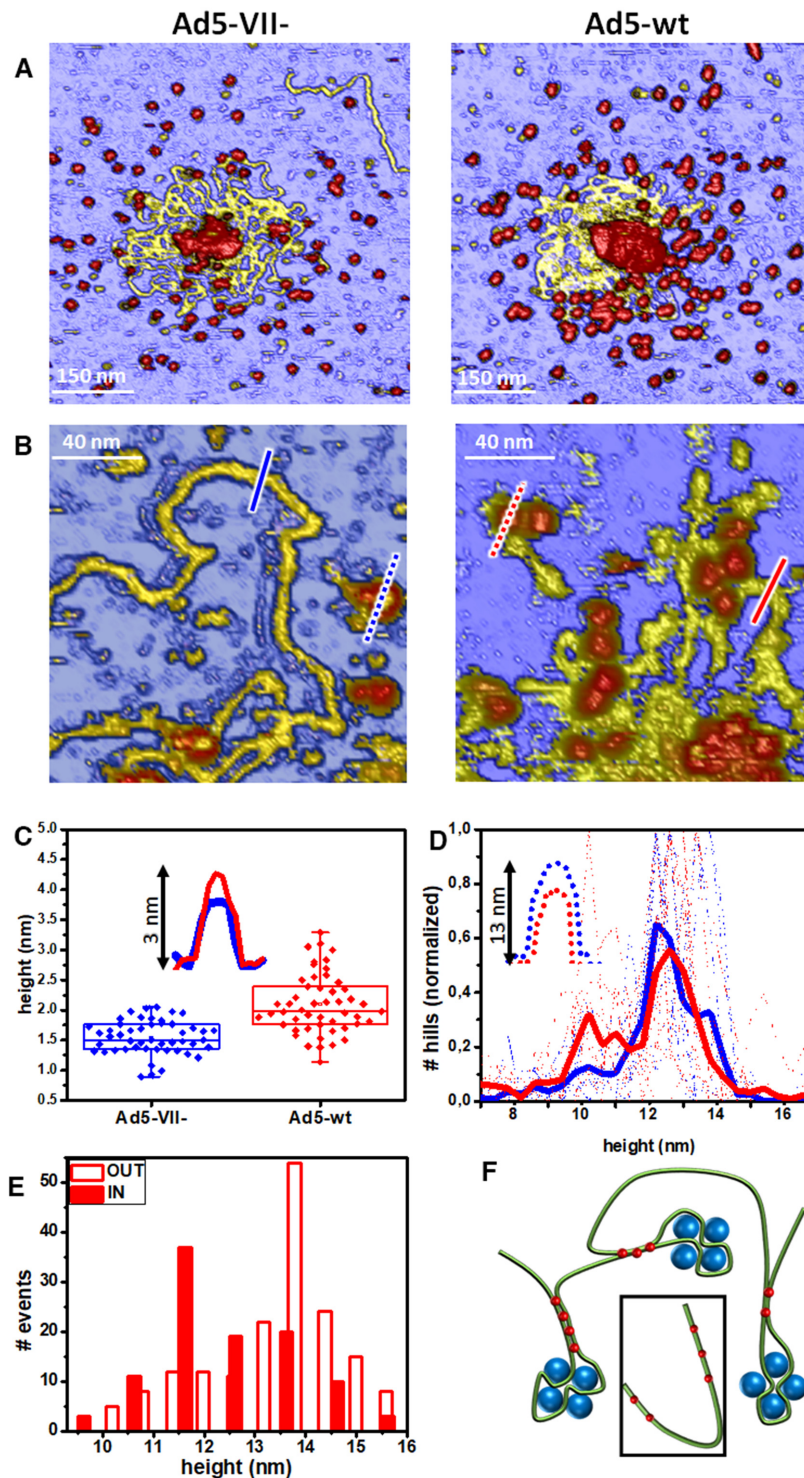 Ad5-VII- Ad5-wt
A
150 nm 150 nm
B
40 nm 40 nm
C
height (nm)
5.0
4.5
4.0
3.5
3.0
2.5
2.0
1.5
1.0
0.5
3 nm
Ad5-VII- Ad5-wt
D
# hills (normalized)
1,0
0,8
0,6
0,4
0,2
0,0
13 nm
8 10 12 14 16
height (nm)
E
OUT
IN
# events
50
40
30
20
10
0
10 11 12 13 14 15 16
height (nm)
F